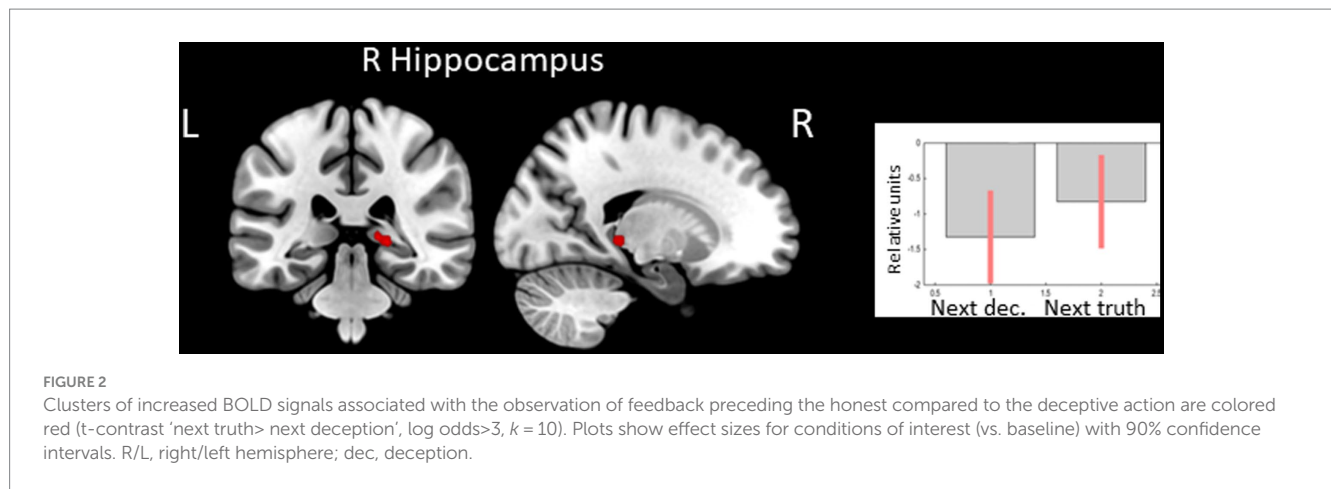 R Hippocampus
L
R
Relative units
0
-0.5
-1
-1.5
-2
0.5
1
1.5
2
2.5
Next dec.
Next truth
FIGURE 2
Clusters of increased BOLD signals associated with the observation of feedback preceding the honest compared to the deceptive action are colored
red (t-contrast ‘next truth> next deception’, log odds>3, k = 10). Plots show effect sizes for conditions of interest (vs. baseline) with 90% confidence
intervals. R/L, right/left hemisphere; dec, deception.